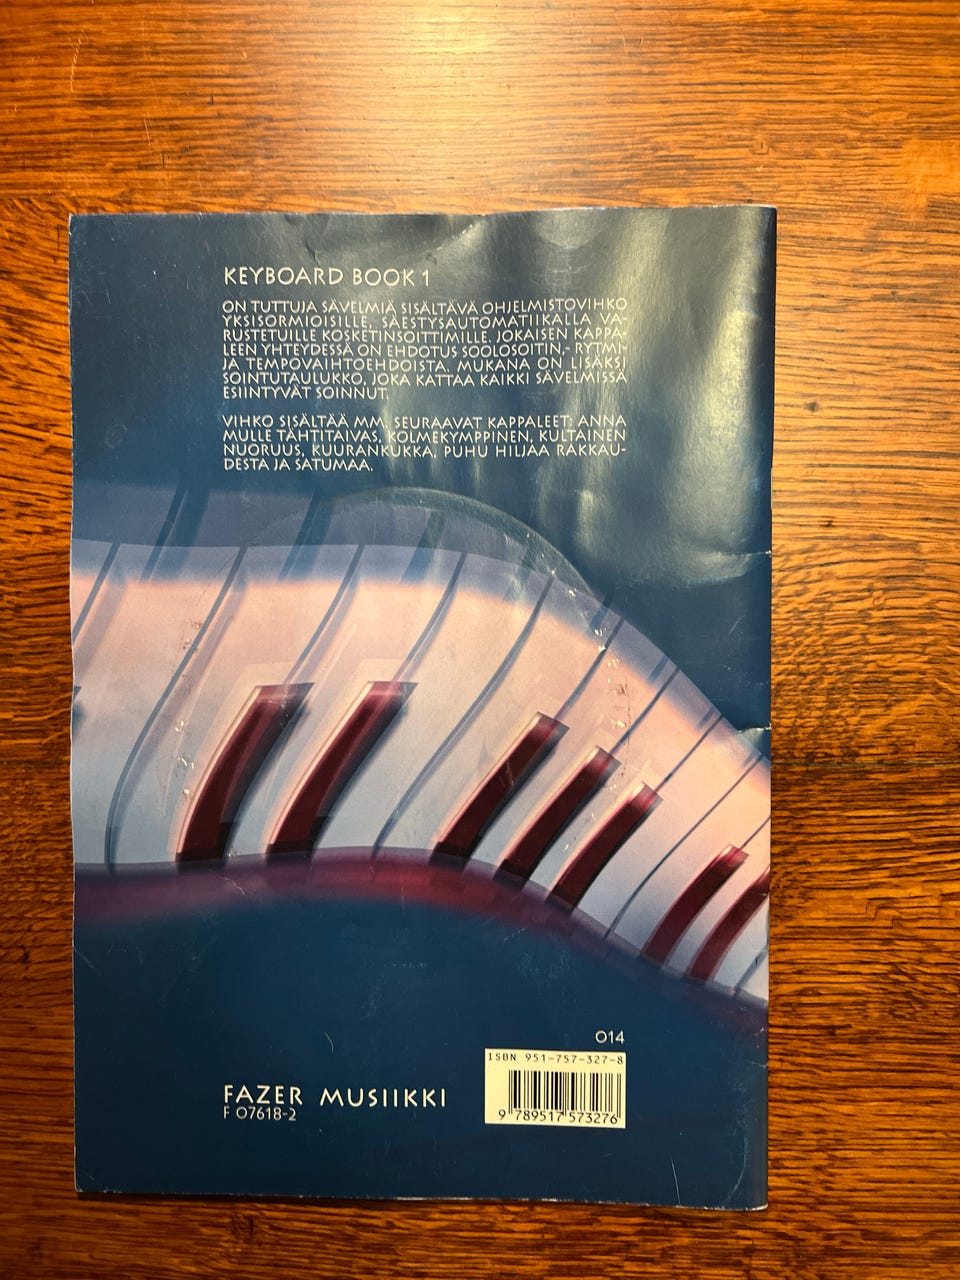 KEYBOARD BOOK 1
ON TUTTUJA SÄVELMIÄ SISÄLTÄVÄ OHJELMISTOVIHKO
YKSISORMIOISILLE, SÄESTYSAUTOMATIIKALLA VA-
RUSTETUILLE KOSKETINSOITTIMILLE. JOKAISEN KAPPA-
LEEN YHTEYDESSÄ ON EHDOTUS SOOLOSOITIN,- RYTMI-
JA TEMPOVAIHTOEHDOISTA. MUKANA ON LISÄKSI
SOINTUTAULUKKO, JOKA KATTAA KAIKKI SÄVELMISSÄ
ESIINTYVÄT SOINNUT.
VIHKO SISÄLTÄÄ MM. SEURAAVAT KAPPALEET: ANNA
MULLE TÄHTITAIVAS, KOLMEKYMPPINEN, KULTAINEN
NUORUUS, KUURANKUKKA, PUHU HILJAA RAKKAU-
DESTA JA SATUMAA.
014
ISBN 951-757-327-8
9 789517 573276
FAZER MUSIIKKI
F 07618-2